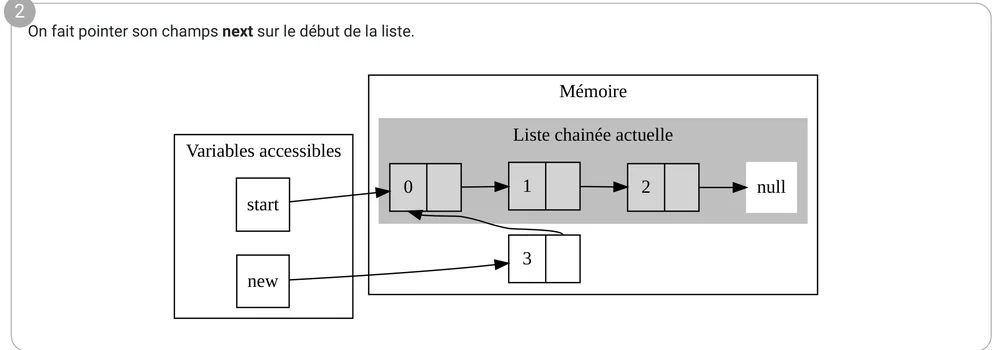 2
On fait pointer son champs next sur le début de la liste.
Mémoire
Liste chainée actuelle
Variables accessibles
0
1
2
null
start
3
new